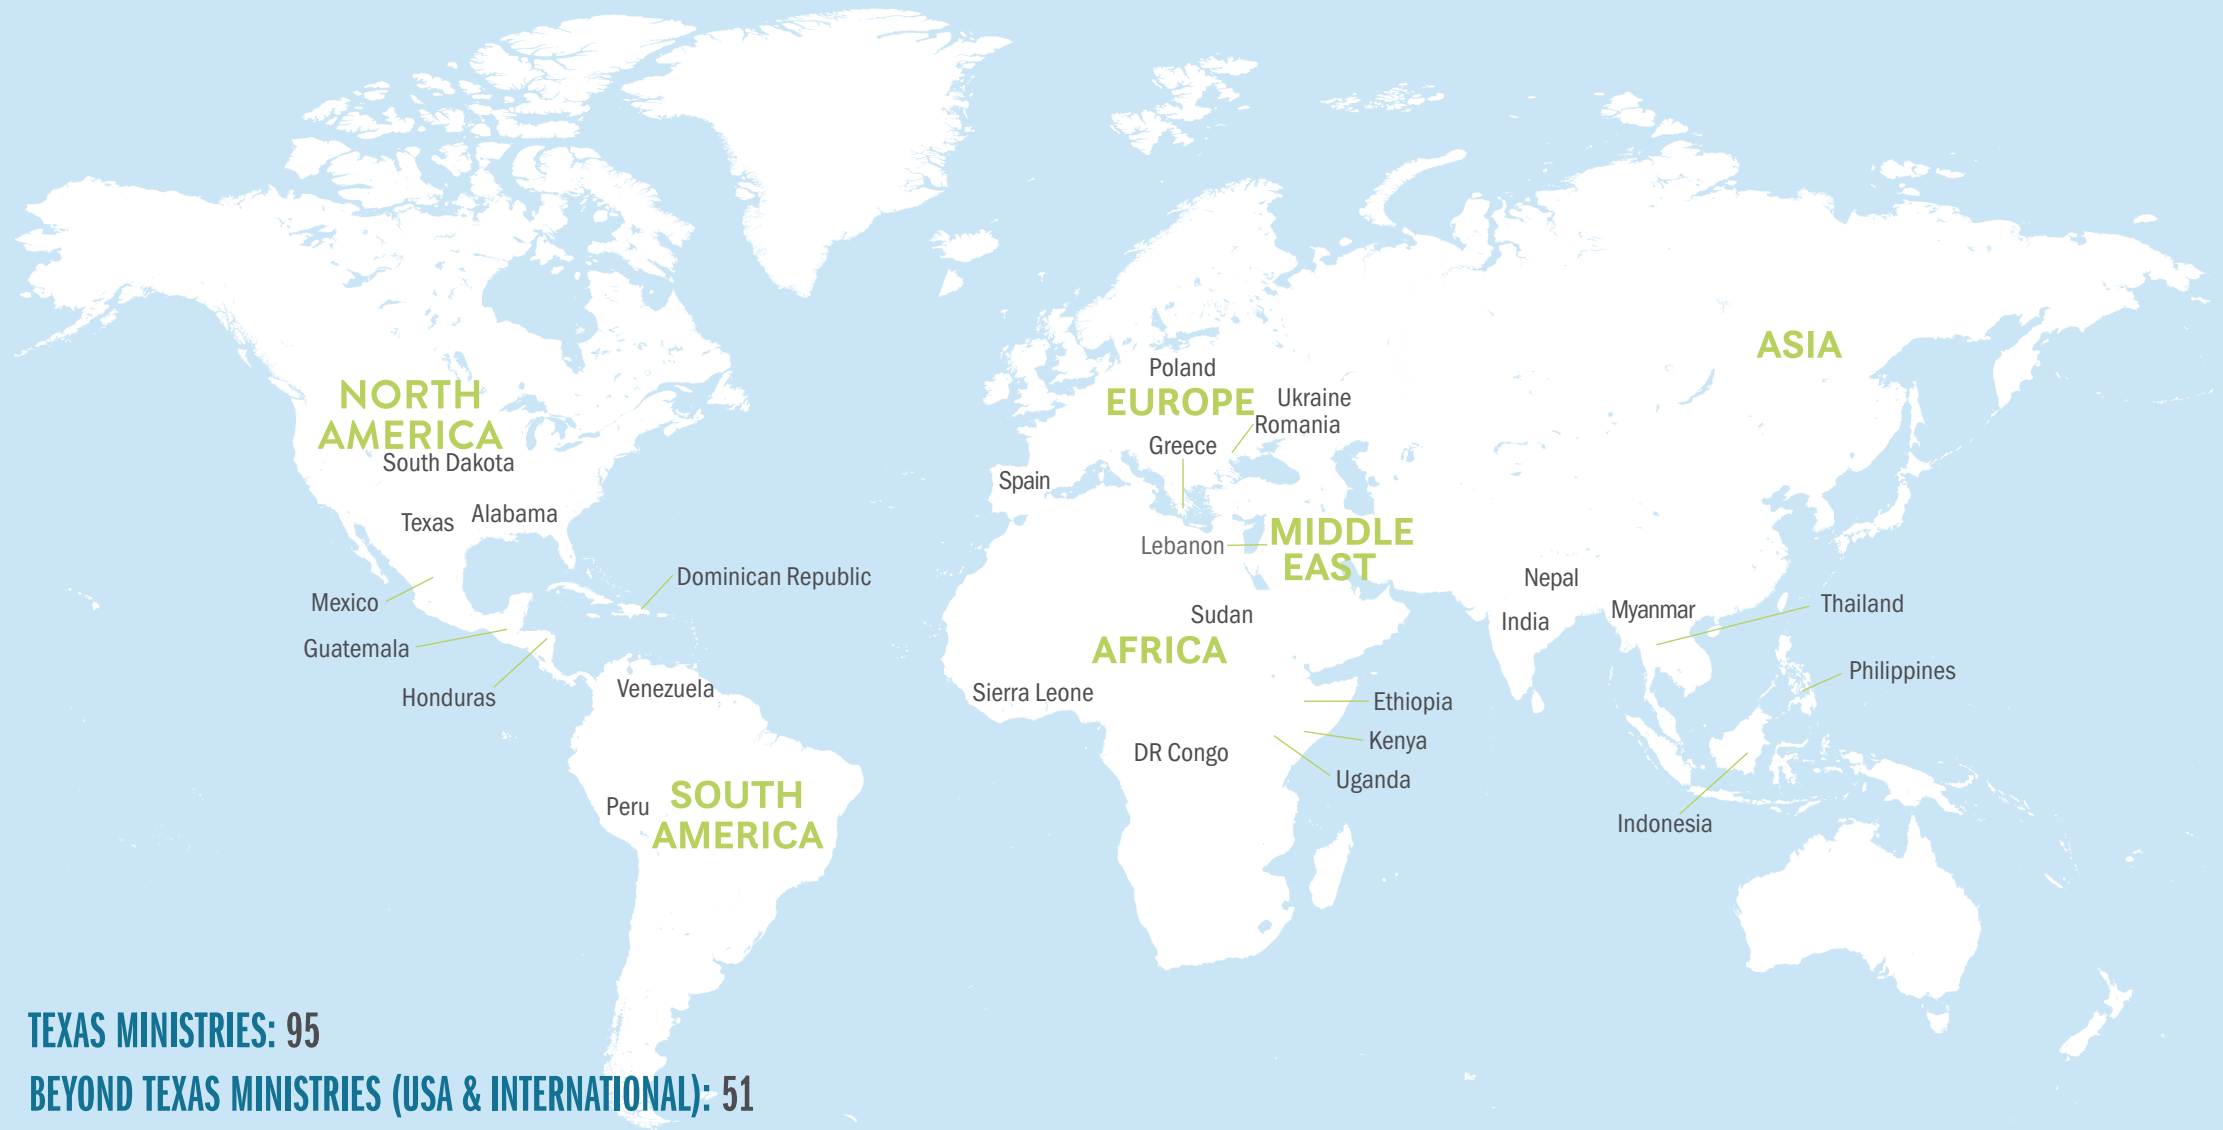 ASIA
Poland
NORTH
AMERICA
EUROPE
Ukraine
Romania
Greece
South Dakota
Spain
Texas
Alabama
MIDDLE
EAST
Lebanon
Dominican Republic
Nepal
Mexico
Thailand
Myanmar
Sudan
India
Guatemala
AFRICA
Philippines
Venezuela
Sierra Leone
Honduras
Ethiopia
Kenya
DR Congo
Uganda
SOUTH
AMERICA
Peru
Indonesia
TEXAS MINISTRIES: 95
BEYOND TEXAS MINISTRIES (USA & INTERNATIONAL): 51